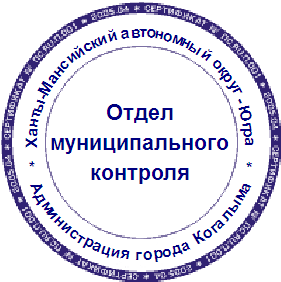 Ханты-Мансийский автономный округ - Югра
Отдел
муниципального
контроля
* Администрация города Когалыма *